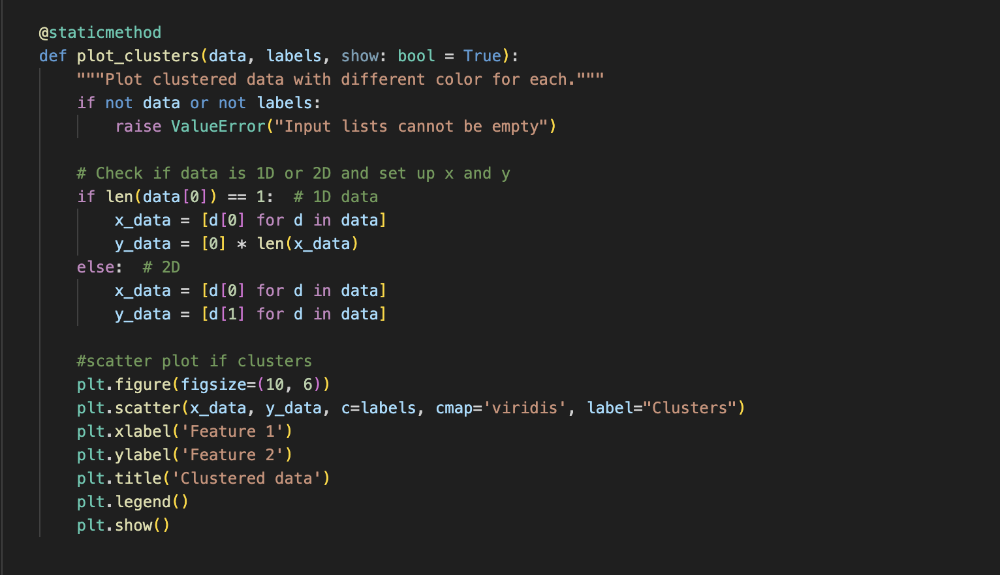 @staticmethod
def plot_clusters(data, labels, show: bool = True):
"""Plot clustered data with different color for each."""
if not data or not labels:
raise ValueError("Input lists cannot be empty")
# Check if data is 1D or 2D and set up x and y
if len(data[0]) == 1:  # 1D data
x_data = [d[0] for d in data]
y_data = [0] * len(x_data)
else:  # 2D
x_data = [d[0] for d in data]
y_data = [d[1] for d in data]
#scatter plot if clusters
plt.figure(figsize=(10, 6))
plt.scatter(x_data, y_data, c=labels, cmap='viridis', label="Clusters")
plt.xlabel('Feature 1')
plt.ylabel('Feature 2')
plt.title('Clustered data')
plt.legend()
plt.show()